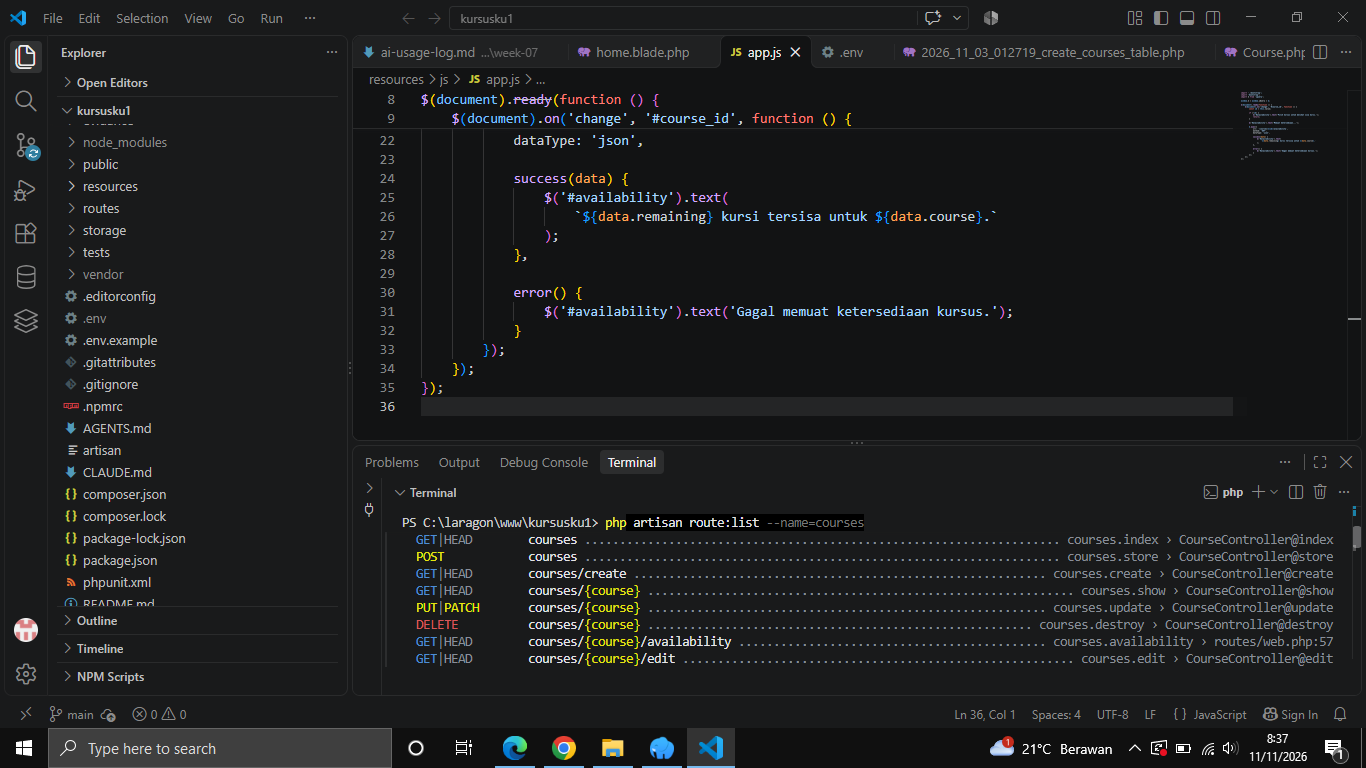 File Edit Selection View Go Run ··· kursusku1
Explorer ···
Open Editors
kursusku1
node_modules
public
resources
routes
storage
tests
vendor
.editorconfig
.env
.env.example
.gitattributes
.gitignore
.npmrc
AGENTS.md
artisan
CLAUDE.md
composer.json
composer.lock
package-lock.json
package.json
phpunit.xml
README.md
Outline
Timeline
NPM Scripts
ai-usage-log.md ...\week-07 home.blade.php JS app.js .env 2026_11_03_012719_create_courses_table.php Course.php ···
resources > js > JS app.js > ...
8 $(document).ready(function () {
9 $(document).on('change', '#course_id', function () {
22 dataType: 'json',
23
24 success(data) {
25 $('#availability').text(
26 `${data.remaining} kursi tersisa untuk ${data.course}.`
27 );
28 },
29
30 error() {
31 $('#availability').text('Gagal memuat ketersediaan kursus.');
32 }
33 });
34 });
35 });
36
Problems Output Debug Console Terminal ···
Terminal php ···
PS C:\laragon\www\kursusku1> php artisan route:list --name=courses
GET|HEAD courses ............................................................ courses.index › CourseController@index
POST courses ............................................................ courses.store › CourseController@store
GET|HEAD courses/create .................................................... courses.create › CourseController@create
GET|HEAD courses/{course} .................................................... courses.show › CourseController@show
PUT|PATCH courses/{course} .................................................. courses.update › CourseController@update
DELETE courses/{course} ................................................ courses.destroy › CourseController@destroy
GET|HEAD courses/{course}/availability ........................................ courses.availability › routes/web.php:57
GET|HEAD courses/{course}/edit ................................................. courses.edit › CourseController@edit
main 0 0 Ln 36, Col 1 Spaces: 4 UTF-8 LF {} JavaScript Sign In
Type here to search 1 21°C Berawan 8:37
11/11/2026 1